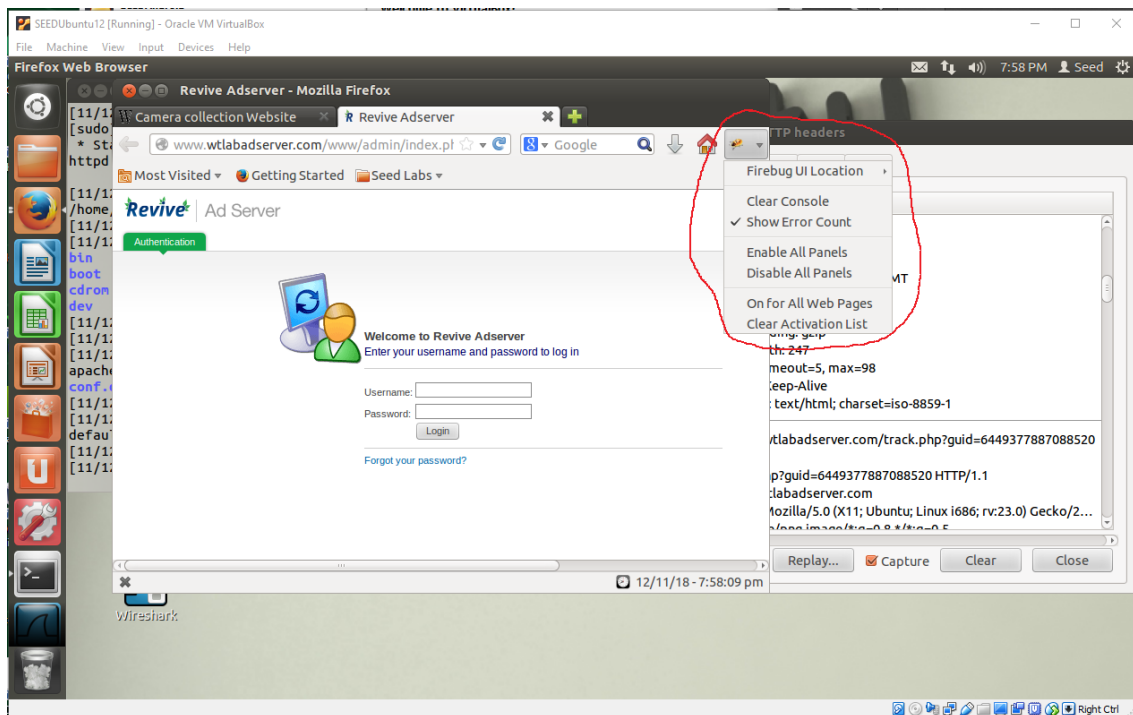 SEEDUbuntu12 [Running] - Oracle VM VirtualBox
File Machine View Input Devices Help
Firefox Web Browser
7:58 PM Seed
Revive Adserver - Mozilla Firefox
TTP headers
Camera collection Website
Revive Adserver
www.wtlabadserver.com/www/admin/index.pl
Google
Most Visited
Getting Started
Seed Labs
Revive Ad Server
Authentication
Welcome to Revive Adserver
Enter your username and password to log in
Username:
Password:
Login
Forgot your password?
12/11/18 - 7:58:09 pm
Firebug UI Location
Clear Console
Show Error Count
Enable All Panels
Disable All Panels
On for All Web Pages
Clear Activation List
[11/1
[sudo
* Sta
httpd
[11/1
/home/
[11/12
[11/12
bin
boot
cdrom
dev
[11/12
[11/12
[11/12
apache
conf.
[11/12
[11/12
defaul
[11/12
[11/12
MT
th: 247
meout=5, max=98
Keep-Alive
text/html; charset=iso-8859-1
wtlabadserver.com/track.php?guid=6449377887088520
p?guid=6449377887088520 HTTP/1.1
tlabadserver.com
Mozilla/5.0 (X11; Ubuntu; Linux i686; rv:23.0) Gecko/2...
Replay...
Capture
Clear
Close
Wireshark
Right Ctrl